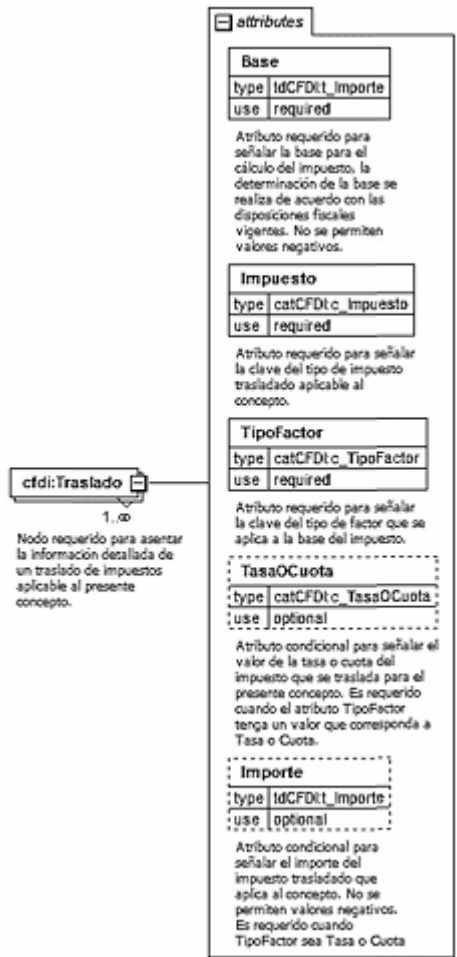 attributes
Base
type tdCFDI:t_Importe
use required
Atributo requerido para
señalar la base para el
cálculo del impuesto, la
determinación de la base se
realiza de acuerdo con las
disposiciones fiscales
vigentes. No se permiten
valores negativos.
Impuesto
type catCFDI:c_Impuesto
use required
Atributo requerido para señalar
la clave del tipo de impuesto
trasladado aplicable al
concepto.
TipoFactor
type catCFDI:c_TipoFactor
use required
Atributo requerido para señalar
la clave del tipo de factor que se
aplica a la base del impuesto.
cfdi:Traslado
1..∞
Nodo requerido para asentar
la información detallada de
un traslado de impuestos
aplicable al presente
concepto.
TasaOCuota
type catCFDI:c_TasaOCuota
use optional
Atributo condicional para señalar el
valor de la tasa o cuota del
impuesto que se traslada para el
presente concepto. Es requerido
cuando el atributo TipoFactor
tenga un valor que corresponda a
Tasa o Cuota.
Importe
type tdCFDI:t_Importe
use optional
Atributo condicional para
señalar el importe del
impuesto trasladado que
aplica al concepto. No se
permiten valores negativos.
Es requerido cuando
TipoFactor sea Tasa o Cuota